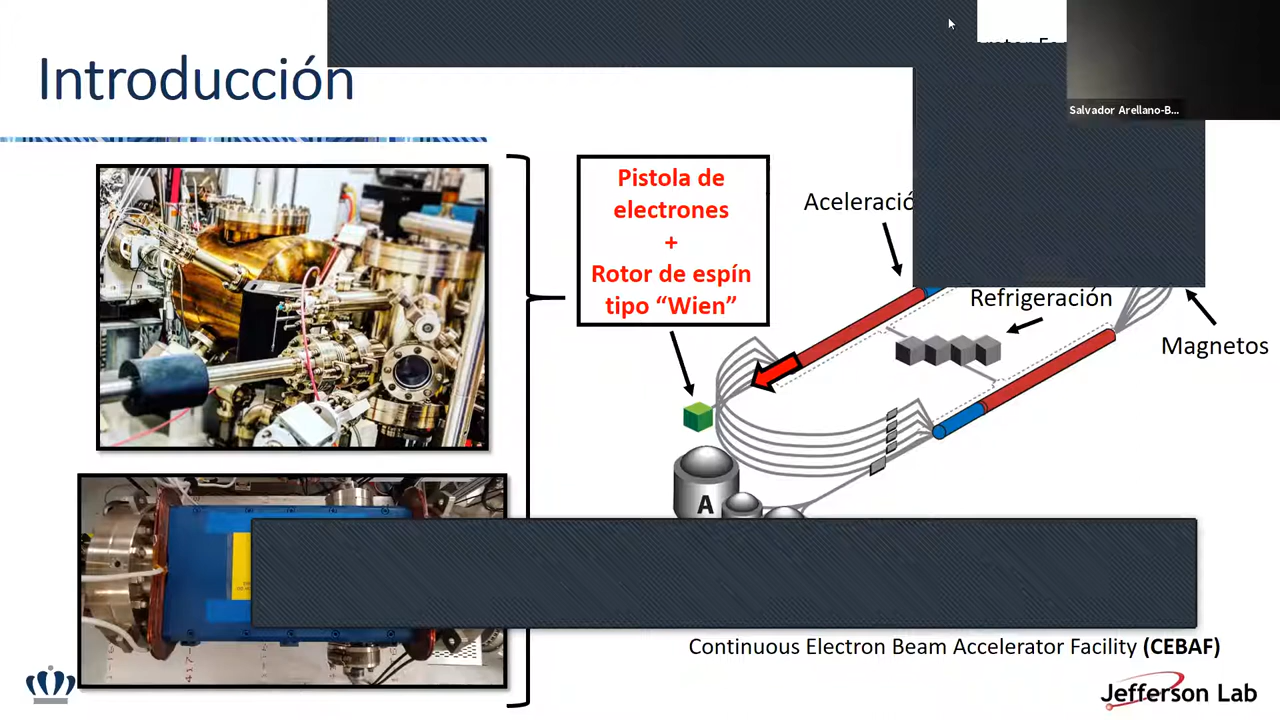 Introducción
Salvador Arellano-B...
Pistola de
electrones
+
Rotor de espín
tipo “Wien”
Refrigeración
Magnetos
A
Continuous Electron Beam Accelerator Facility (CEBAF)
Jefferson Lab